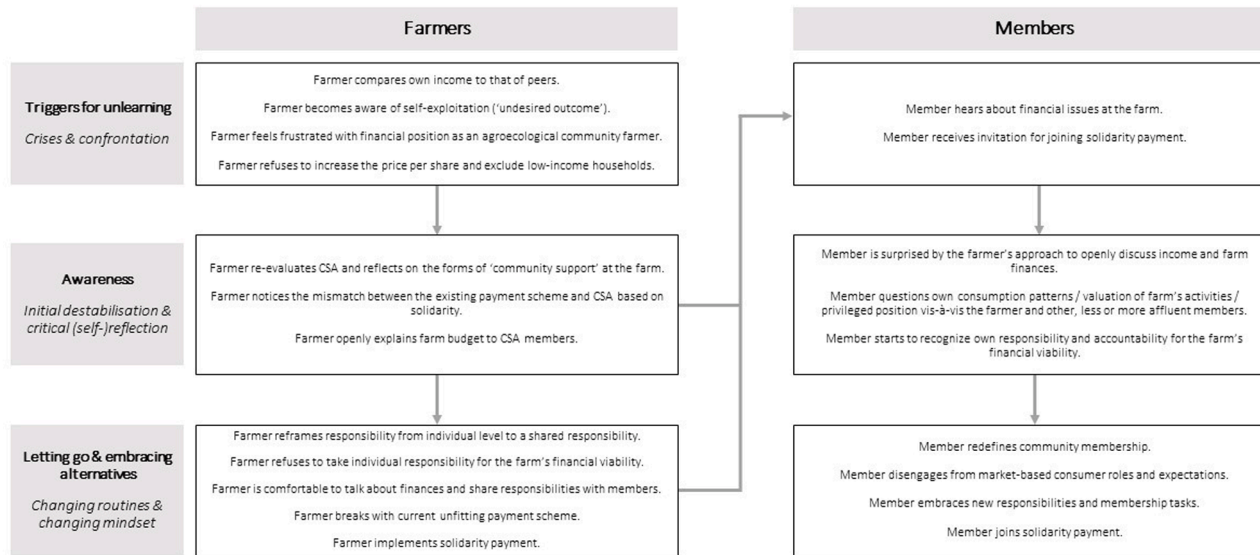 Farmers
Members
Triggers for unlearning
Crises & confrontation
Farmer compares own income to that of peers.
Farmer becomes aware of self-exploitation (‘undesired outcome’).
Farmer feels frustrated with financial position as an agroecological community farmer.
Farmer refuses to increase the price per share and exclude low-income households.
Member hears about financial issues at the farm.
Member receives invitation for joining solidarity payment.
Awareness
Initial destabilisation &
critical (self-)reflection
Farmer re-evaluates CSA and reflects on the forms of ‘community support’ at the farm.
Farmer notices the mismatch between the existing payment scheme and CSA based on
solidarity.
Farmer openly explains farm budget to CSA members.
Member is surprised by the farmer’s approach to openly discuss income and farm
finances.
Member questions own consumption patterns / valuation of farm’s activities /
privileged position vis-à-vis the farmer and other, less or more affluent members.
Member starts to recognize own responsibility and accountability for the farm’s
financial viability.
Letting go & embracing
alternatives
Changing routines &
changing mindset
Farmer reframes responsibility from individual level to a shared responsibility.
Farmer refuses to take individual responsibility for the farm’s financial viability.
Farmer is comfortable to talk about finances and share responsibilities with members.
Farmer breaks with current unfitting payment scheme.
Farmer implements solidarity payment.
Member redefines community membership.
Member disengages from market-based consumer roles and expectations.
Member embraces new responsibilities and membership tasks.
Member joins solidarity payment.